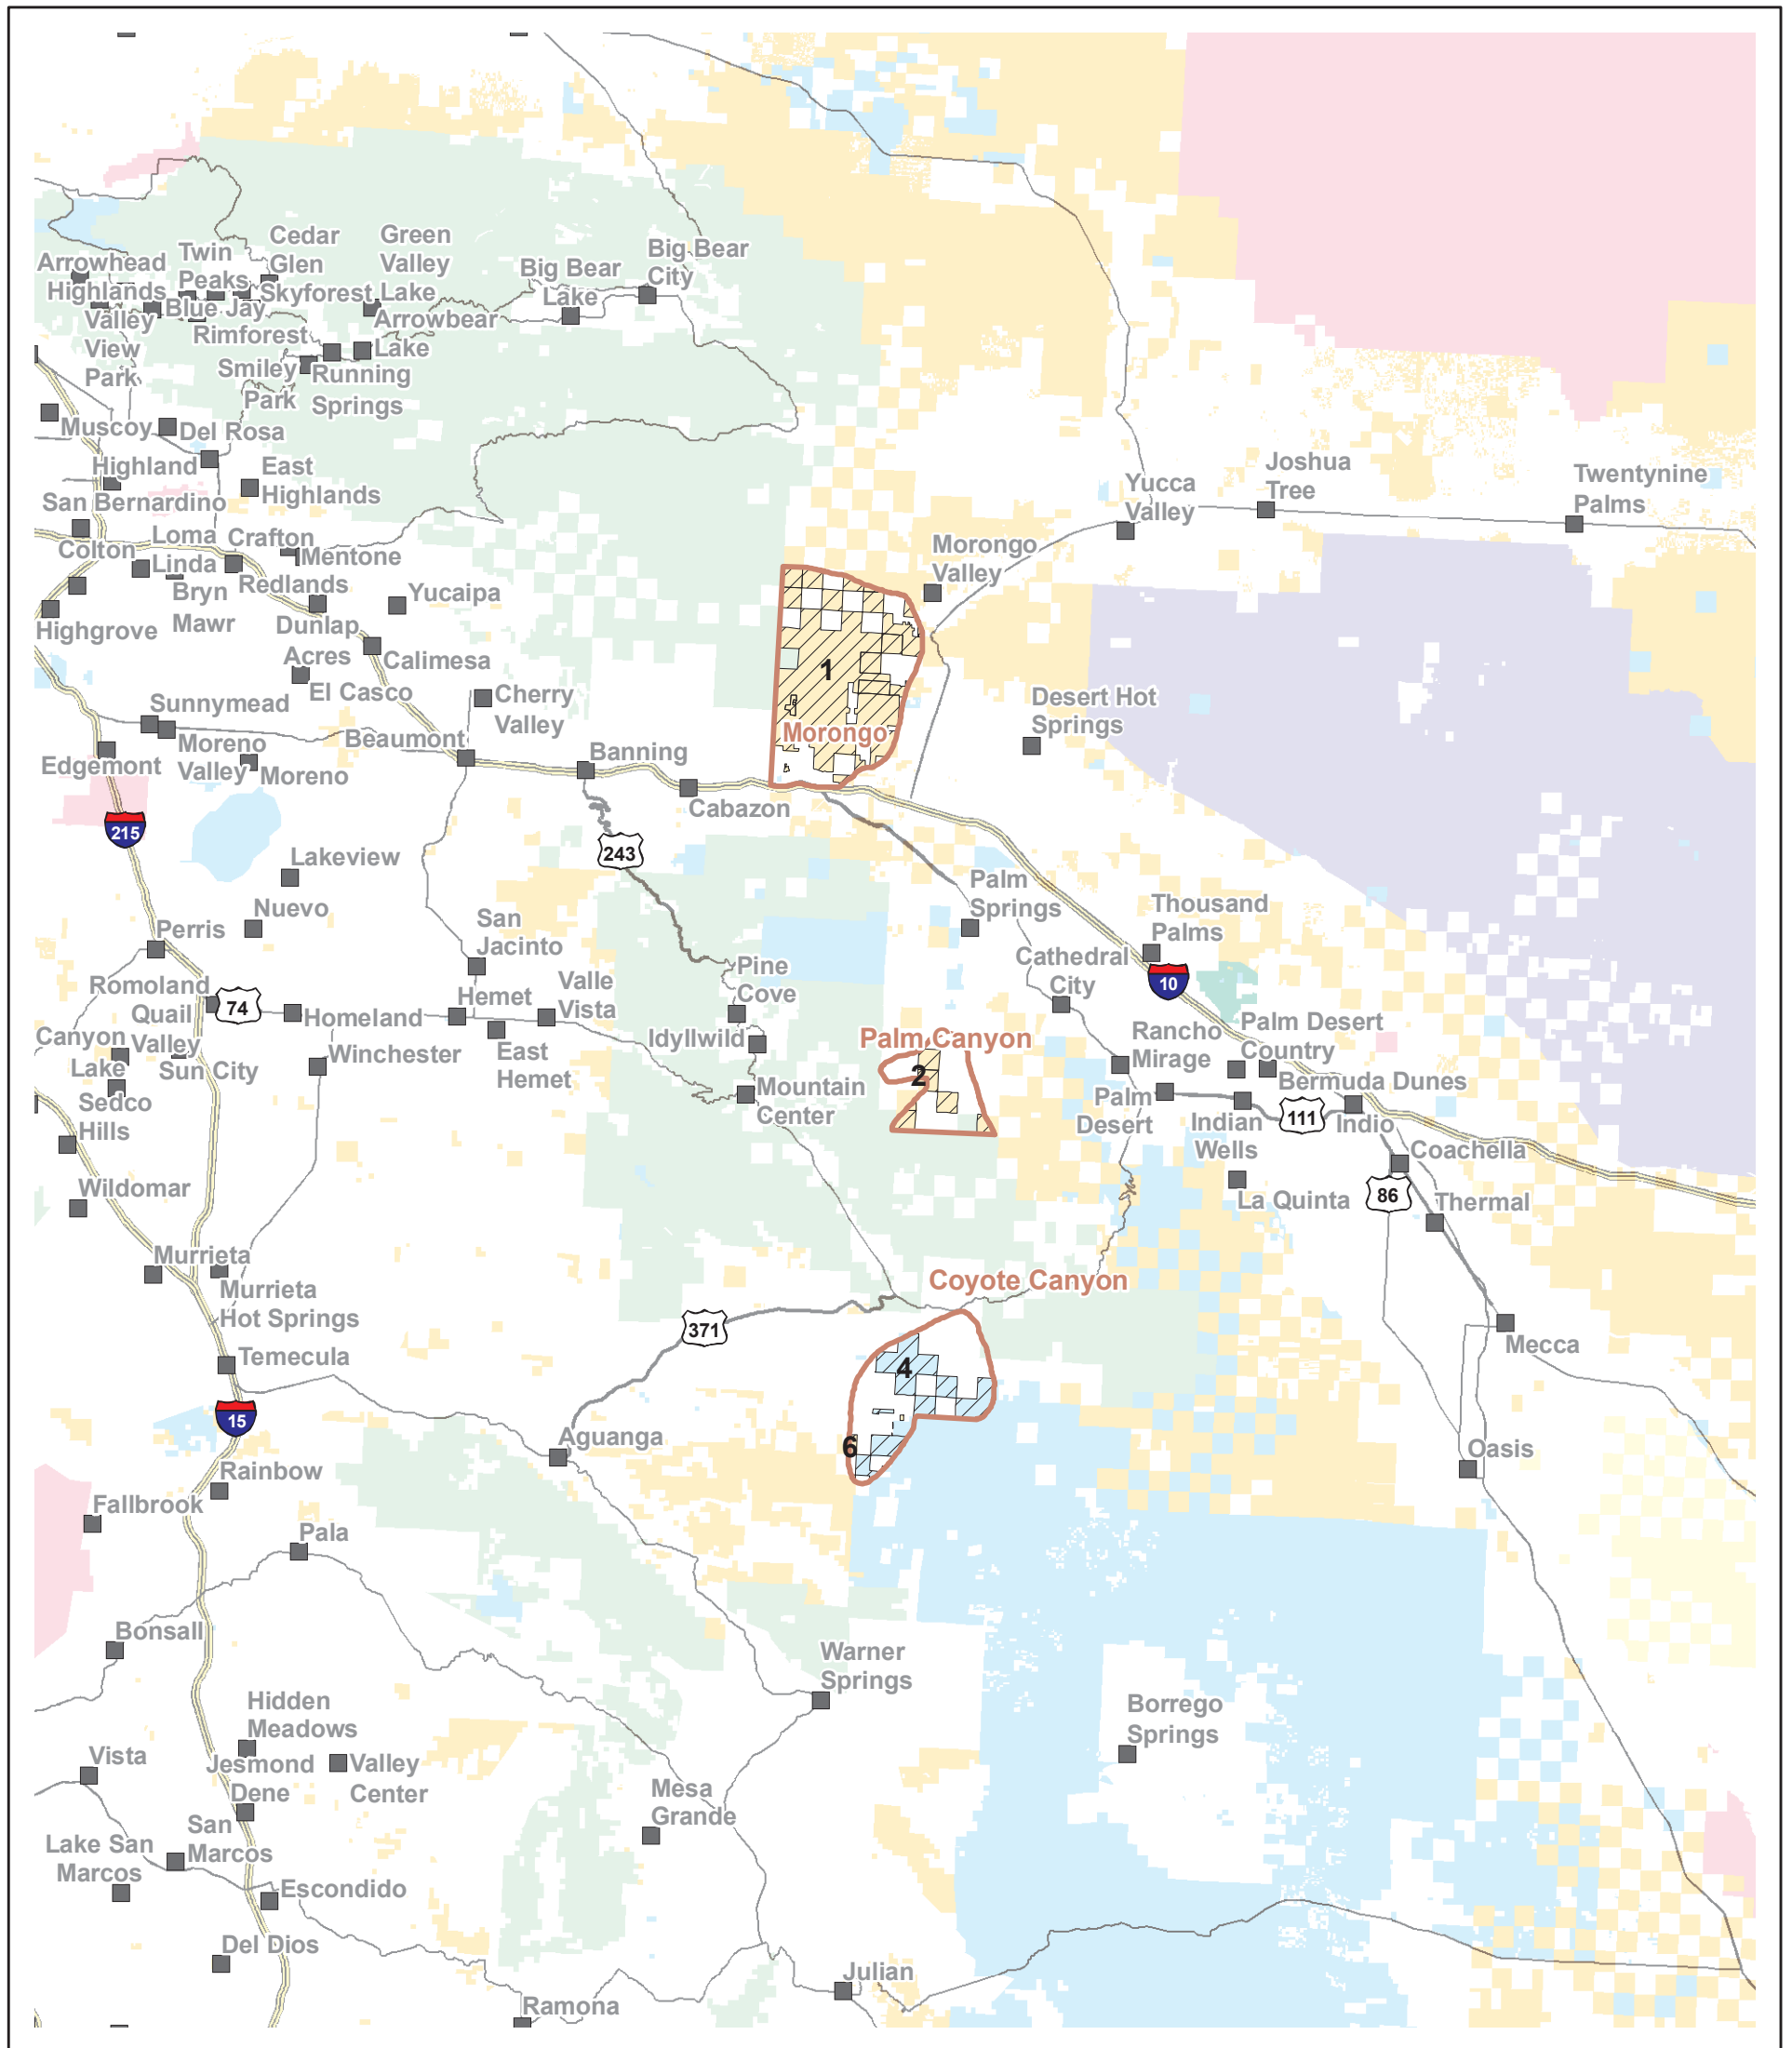 Cedar
Glen
Green
Valley
Lake
Twin
Peaks
Big Bear
City
Arrowhead
Highlands
Big Bear
Lake
Skyforest
Blue Jay
Valley
View
Park
Rimforest
Arrowbear
Lake
Smiley
Park
Running
Springs
Muscoy
Del Rosa
Highland
East
Highlands
San Bernardino
Yucca
Valley
Joshua
Tree
Twentynine
Palms
Colton
Loma
Linda
Crafton
Mentone
Morongo
Valley
Bryn
Mawr
Redlands
Yucaipa
Highgrove
Dunlap
Acres
Calimesa
1
El Casco
Cherry
Valley
Sunnymead
Desert Hot
Springs
Morongo
Moreno
Valley
Beaumont
Banning
Edgemont
Moreno
Cabazon
215
243
Lakeview
Palm
Springs
Nuevo
Thousand
Palms
San
Jacinto
Perris
Cathedral
City
Pine
Cove
10
Romoland
Quail
Valley
74
Homeland
Hemet
Valle
Vista
Canyon
Lake
Sun City
Winchester
East
Hemet
Idyllwild
Palm Canyon
2
Rancho
Mirage
Palm Desert
Country
Bermuda Dunes
Mountain
Center
Palm
Desert
Indian
Wells
111
Indio
Sedco
Hills
Coachella
Wildomar
La Quinta
86
Thermal
Murrieta
Murrieta
Hot Springs
Coyote Canyon
371
Mecca
Temecula
4
15
Aguanga
6
Oasis
Rainbow
Fallbrook
Pala
Bonsall
Warner
Springs
Hidden
Meadows
Borrego
Springs
Vista
Jesmond
Dene
Valley
Center
Mesa
Grande
San
Marcos
Lake San
Marcos
Escondido
Del Dios
Julian
Ramona